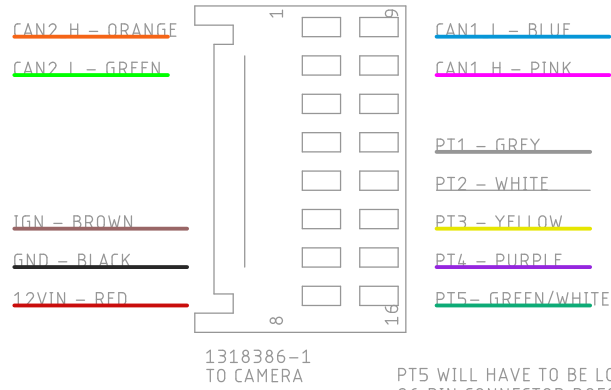 CAN2 H – ORANGE
CAN2 L – GREEN
IGN – BROWN
GND – BLACK
12VIN – RED
1
9
8
16
CAN1 L – BLUE
CAN1 H – PINK
PT1 – GREY
PT2 – WHITE
PT3 – YELLOW
PT4 – PURPLE
PT5– GREEN/WHITE
1318386–1
TO CAMERA
PT5 WILL HAVE TO BE
PIN CONNECTOR